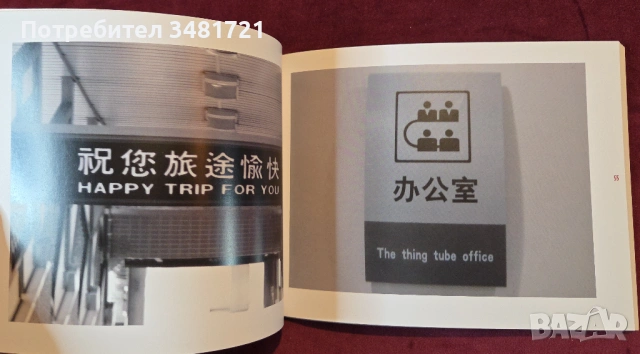 Потребител 3481721
祝您旅途愉快
HAPPY TRIP FOR YOU
办公室
The thing tube office
BAZAR